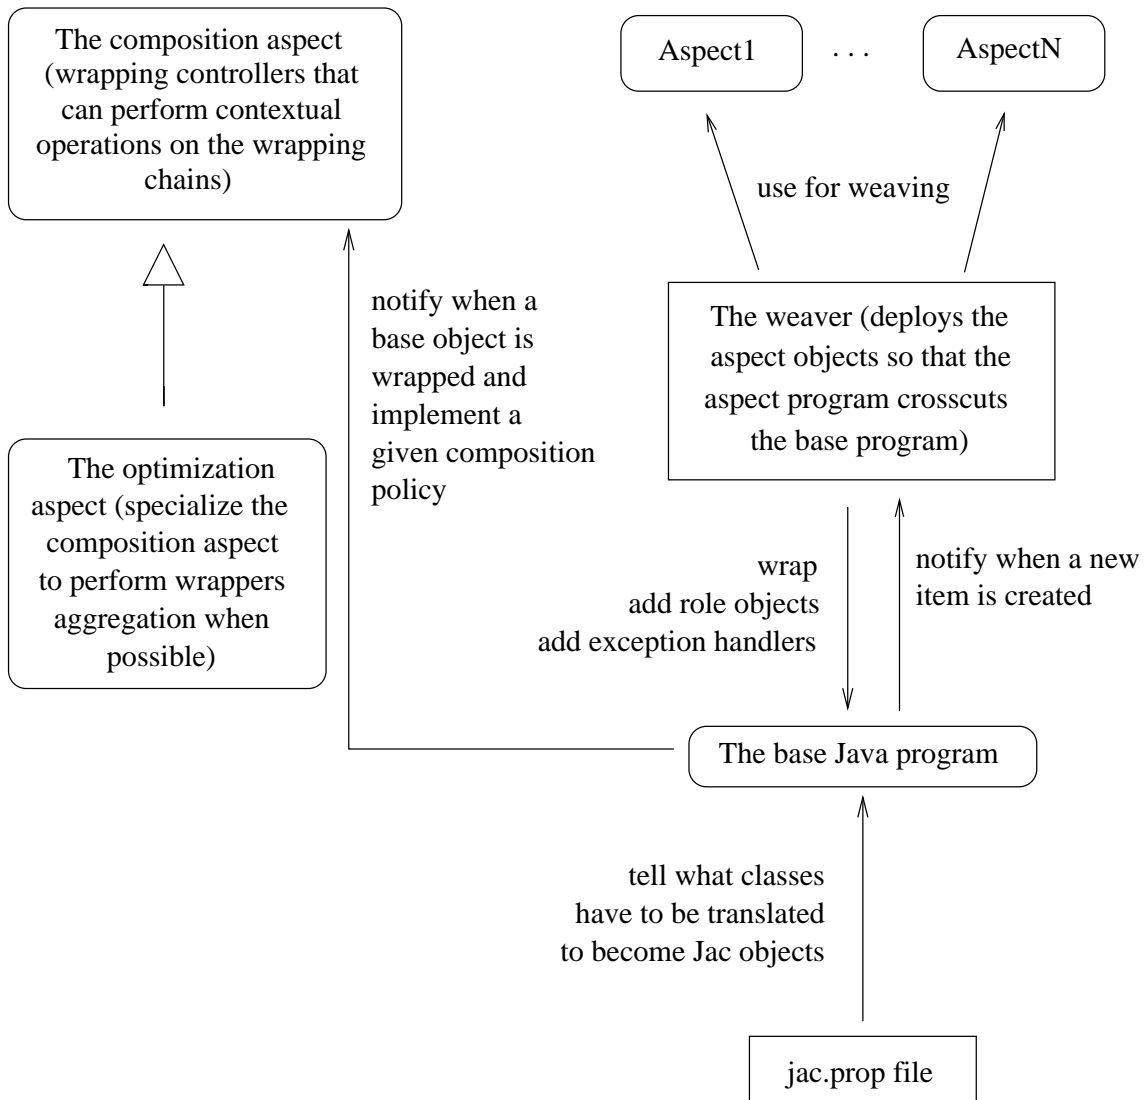 The composition aspect
(wrapping controllers that
can perform contextual
operations on the wrapping
chains)
Aspect1
. . .
AspectN
use for weaving
notify when a
base object is
wrapped and
implement a
given composition
policy
The weaver (deploys the
aspect objects so that the
aspect program crosscuts
the base program)
The optimization
aspect (specialize the
composition aspect
to perform wrappers
aggregation when
possible)
wrap
add role objects
add exception handlers
notify when a new
item is created
The base Java program
tell what classes
have to be translated
to become Jac objects
jac.prop file